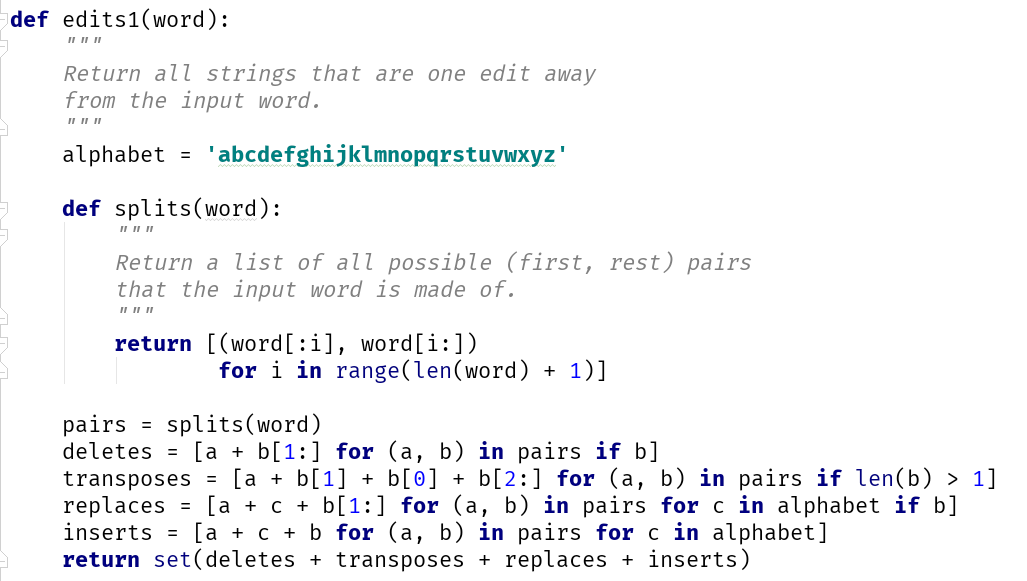 def edits1(word):
    """
    Return all strings that are one edit away
    from the input word.
    """
    alphabet = 'abcdefghijklmnopqrstuvwxyz'

    def splits(word):
        """
        Return a list of all possible (first, rest) pairs
        that the input word is made of.
        """
        return [(word[:i], word[i:])
                for i in range(len(word) + 1)]

    pairs = splits(word)
    deletes = [a + b[1:] for (a, b) in pairs if b]
    transposes = [a + b[1] + b[0] + b[2:] for (a, b) in pairs if len(b) > 1]
    replaces = [a + c + b[1:] for (a, b) in pairs for c in alphabet if b]
    inserts = [a + c + b for (a, b) in pairs for c in alphabet]
    return set(deletes + transposes + replaces + inserts)